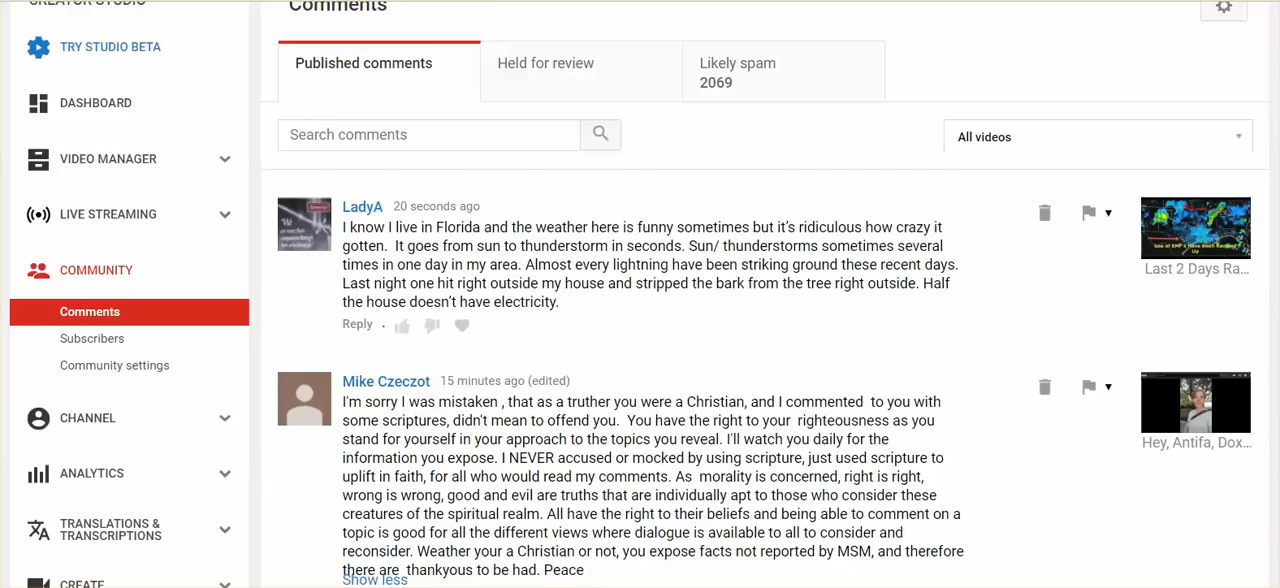 CREATOR STUDIO
TRY STUDIO BETA
DASHBOARD
VIDEO MANAGER
LIVE STREAMING
COMMUNITY
Comments
Subscribers
Community settings
CHANNEL
ANALYTICS
TRANSLATIONS &
TRANSCRIPTIONS
CREATE
Comments
Published comments
Held for review
Likely spam
2069
Search comments
All videos
LadyA 20 seconds ago
I know I live in Florida and the weather here is funny sometimes but it’s ridiculous how crazy it
gotten.  It goes from sun to thunderstorm in seconds. Sun/ thunderstorms sometimes several
times in one day in my area. Almost every lightning have been striking ground these recent days.
Last night one hit right outside my house and stripped the bark from the tree right outside. Half
the house doesn’t have electricity.
Reply .
Last 2 Days Ra...
Mike Czeczot 15 minutes ago (edited)
I'm sorry I was mistaken , that as a truther you were a Christian, and I commented  to you with
some scriptures, didn't mean to offend you.  You have the right to your  righteousness as you
stand for yourself in your approach to the topics you reveal. I'll watch you daily for the
information you expose. I NEVER accused or mocked by using scripture, just used scripture to
uplift in faith, for all who would read my comments. As  morality is concerned, right is right,
wrong is wrong, good and evil are truths that are individually apt to those who consider these
creatures of the spiritual realm. All have the right to their beliefs and being able to comment on a
topic is good for all the different views where dialogue is available to all to consider and
reconsider. Weather your a Christian or not, you expose facts not reported by MSM, and therefore
there are  thankyous to be had. Peace
Show less
Hey, Antifa, Dox...